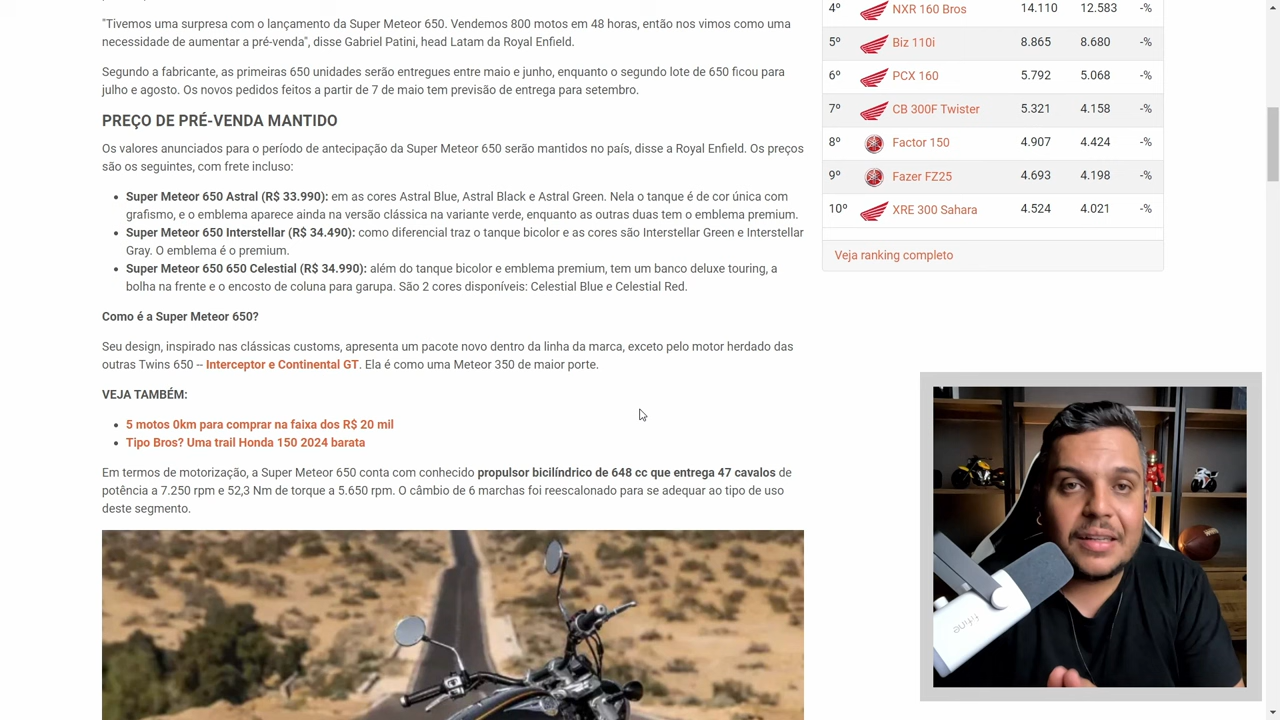 "Tivemos uma surpresa com o lançamento da Super Meteor 650. Vendemos 800 motos em 48 horas, então nos vimos como uma
necessidade de aumentar a pré-venda", disse Gabriel Patini, head Latam da Royal Enfield.
Segundo a fabricante, as primeiras 650 unidades serão entregues entre maio e junho, enquanto o segundo lote de 650 ficou para
julho e agosto. Os novos pedidos feitos a partir de 7 de maio tem previsão de entrega para setembro.
PREÇO DE PRÉ-VENDA MANTIDO
Os valores anunciados para o período de antecipação da Super Meteor 650 serão mantidos no país, disse a Royal Enfield. Os preços
são os seguintes, com frete incluso:
• Super Meteor 650 Astral (R$ 33.990): em as cores Astral Blue, Astral Black e Astral Green. Nela o tanque é de cor única com
grafismo, e o emblema aparece ainda na versão clássica na variante verde, enquanto as outras duas tem o emblema premium.
• Super Meteor 650 Interstellar (R$ 34.490): como diferencial traz o tanque bicolor e as cores são Interstellar Green e Interstellar
Gray. O emblema é o premium.
• Super Meteor 650 650 Celestial (R$ 34.990): além do tanque bicolor e emblema premium, tem um banco deluxe touring, a
bolha na frente e o encosto de coluna para garupa. São 2 cores disponíveis: Celestial Blue e Celestial Red.
Como é a Super Meteor 650?
Seu design, inspirado nas clássicas customs, apresenta um pacote novo dentro da linha da marca, exceto pelo motor herdado das
outras Twins 650 -- Interceptor e Continental GT. Ela é como uma Meteor 350 de maior porte.
VEJA TAMBÉM:
• 5 motos 0km para comprar na faixa dos R$ 20 mil
• Tipo Bros? Uma trail Honda 150 2024 barata
Em termos de motorização, a Super Meteor 650 conta com conhecido propulsor bicilíndrico de 648 cc que entrega 47 cavalos de
potência a 7.250 rpm e 52,3 Nm de torque a 5.650 rpm. O câmbio de 6 marchas foi reescalonado para se adequar ao tipo de uso
deste segmento.
4º NXR 160 Bros 14.110 12.583 -%
5º Biz 110i 8.865 8.680 -%
6º PCX 160 5.792 5.068 -%
7º CB 300F Twister 5.321 4.158 -%
8º Factor 150 4.907 4.424 -%
9º Fazer FZ25 4.693 4.198 -%
10º XRE 300 Sahara 4.524 4.021 -%
Veja ranking completo
fifine